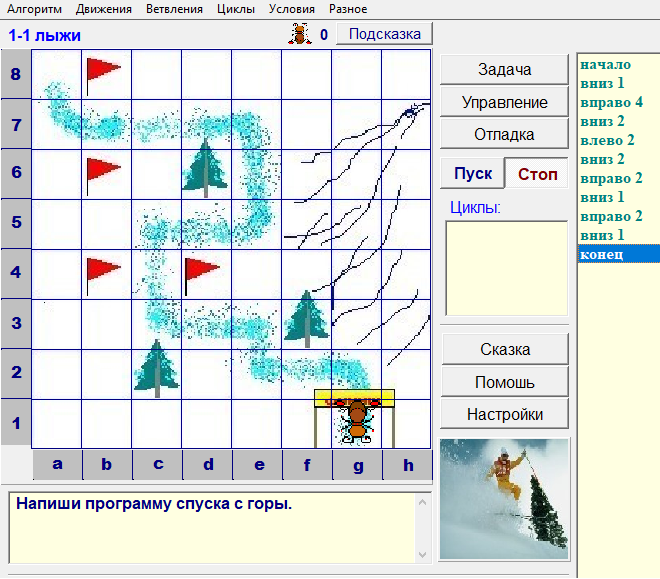 Алгоритм Движения Ветвления Циклы Условия Разное
1-1 лыжи
0
Подсказка
8
7
6
5
4
3
2
1
a b c d e f g h
Напиши программу спуска с горы.
Задача
Управление
Отладка
Пуск Стоп
Циклы:
Сказка
Помошь
Настройки
начало
вниз 1
вправо 4
вниз 2
влево 2
вниз 2
вправо 2
вниз 1
вправо 2
вниз 1
конец